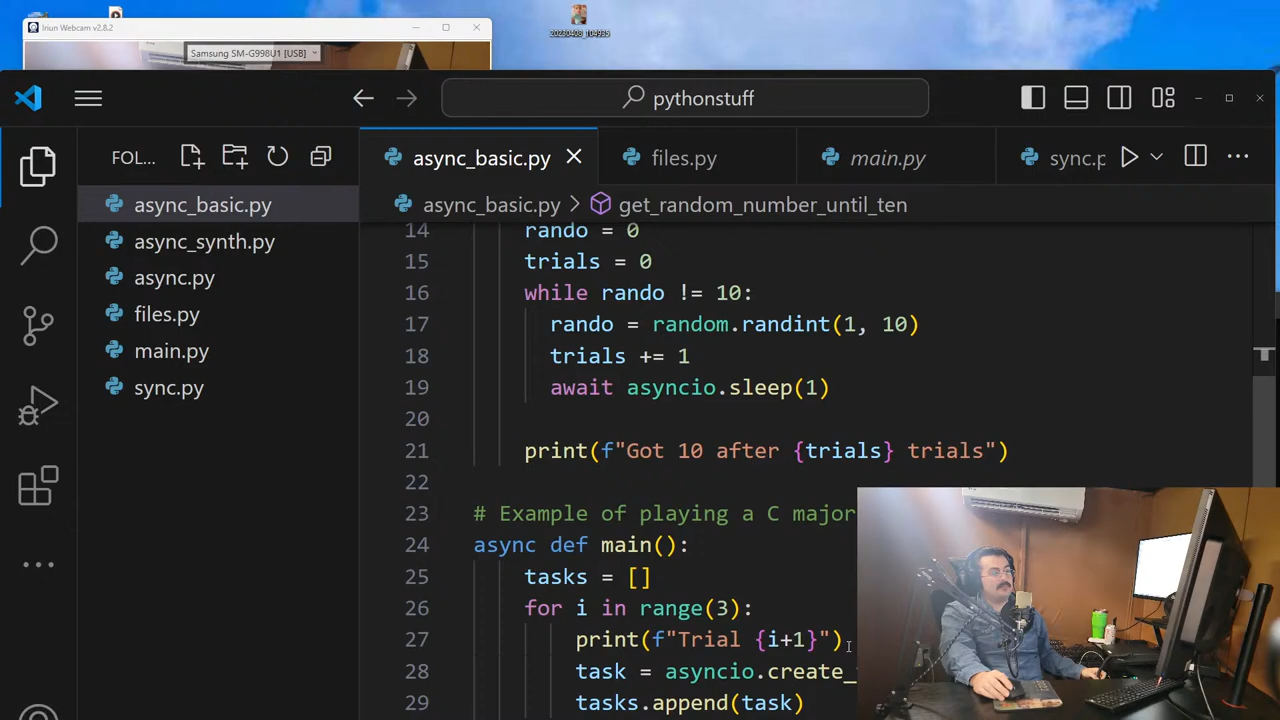 20230408_104935
Iriun Webcam v2.8.2
Samsung SM-G998U1 [USB]
pythonstuff
FOL...
async_basic.py
files.py
main.py
sync.p
async_basic.py
async_synth.py
async.py
files.py
main.py
sync.py
async_basic.py > get_random_number_until_ten
14 rando = 0
15 trials = 0
16 while rando != 10:
17 rando = random.randint(1, 10)
18 trials += 1
19 await asyncio.sleep(1)
20
21 print(f"Got 10 after {trials} trials")
22
23 # Example of playing a C major
24 async def main():
25 tasks = []
26 for i in range(3):
27 print(f"Trial {i+1}")
28 task = asyncio.create_
29 tasks.append(task)